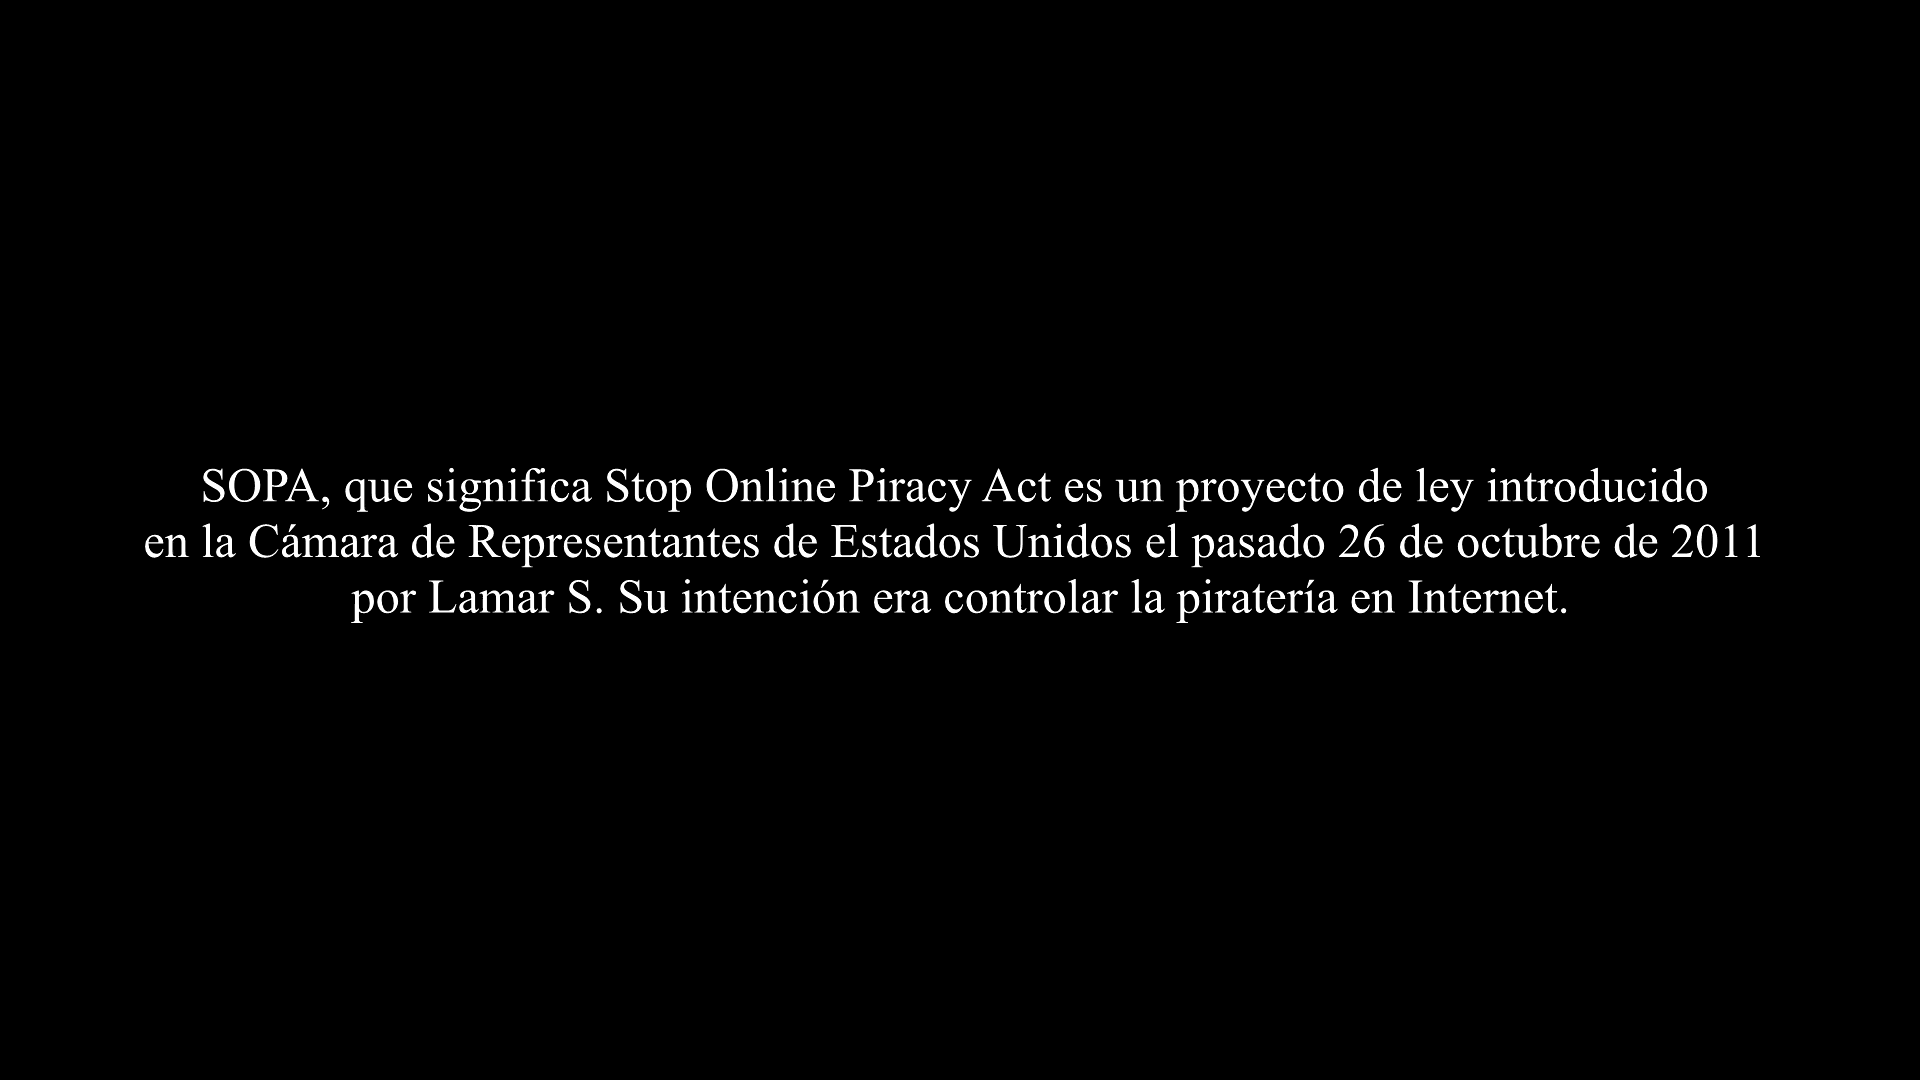 SOPA, que significa Stop Online Piracy Act es un proyecto de ley introducido
en la Cámara de Representantes de Estados Unidos el pasado 26 de octubre de 2011
por Lamar S. Su intención era controlar la piratería en Internet.